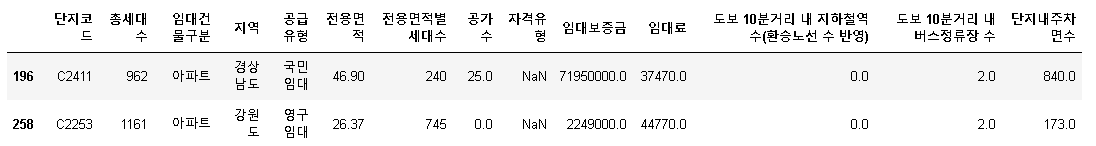 단지코드 총세대수 임대건물구분 지역 공급유형 전용면적 전용면적별세대수 공가수 자격유형 임대보증금 임대료 도보 10분거리 내 지하철역 수(환승노선 수 반영) 도보 10분거리 내 버스정류장 수 단지내주차면수
196 C2411 962 아파트 경상남도 국민임대 46.90 240 25.0 NaN 71950000.0 37470.0 0.0 2.0 840.0
258 C2253 1161 아파트 강원도 영구임대 26.37 745 0.0 NaN 2249000.0 44770.0 0.0 2.0 173.0